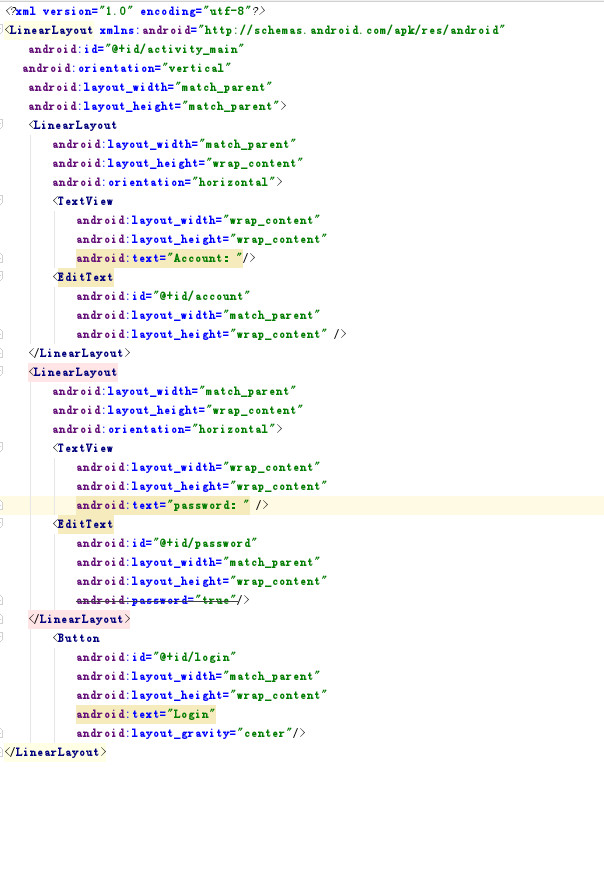 <?xml version="1.0" encoding="utf-8"?>
<LinearLayout xmlns:android="http://schemas.android.com/apk/res/android"
    android:id="@+id/activity_main"
   android:orientation="vertical"
    android:layout_width="match_parent"
    android:layout_height="match_parent">
    <LinearLayout
        android:layout_width="match_parent"
        android:layout_height="wrap_content"
        android:orientation="horizontal">
        <TextView
            android:layout_width="wrap_content"
            android:layout_height="wrap_content"
            android:text="Account: "/>
        <EditText
            android:id="@+id/account"
            android:layout_width="match_parent"
            android:layout_height="wrap_content" />
    </LinearLayout>
    <LinearLayout
        android:layout_width="match_parent"
        android:layout_height="wrap_content"
        android:orientation="horizontal">
        <TextView
            android:layout_width="wrap_content"
            android:layout_height="wrap_content"
            android:text="password: " />
        <EditText
            android:id="@+id/password"
            android:layout_width="match_parent"
            android:layout_height="wrap_content"
            android:password="true"/>
    </LinearLayout>
        <Button
            android:id="@+id/login"
            android:layout_width="match_parent"
            android:layout_height="wrap_content"
            android:text="Login"
            android:layout_gravity="center"/>
</LinearLayout>